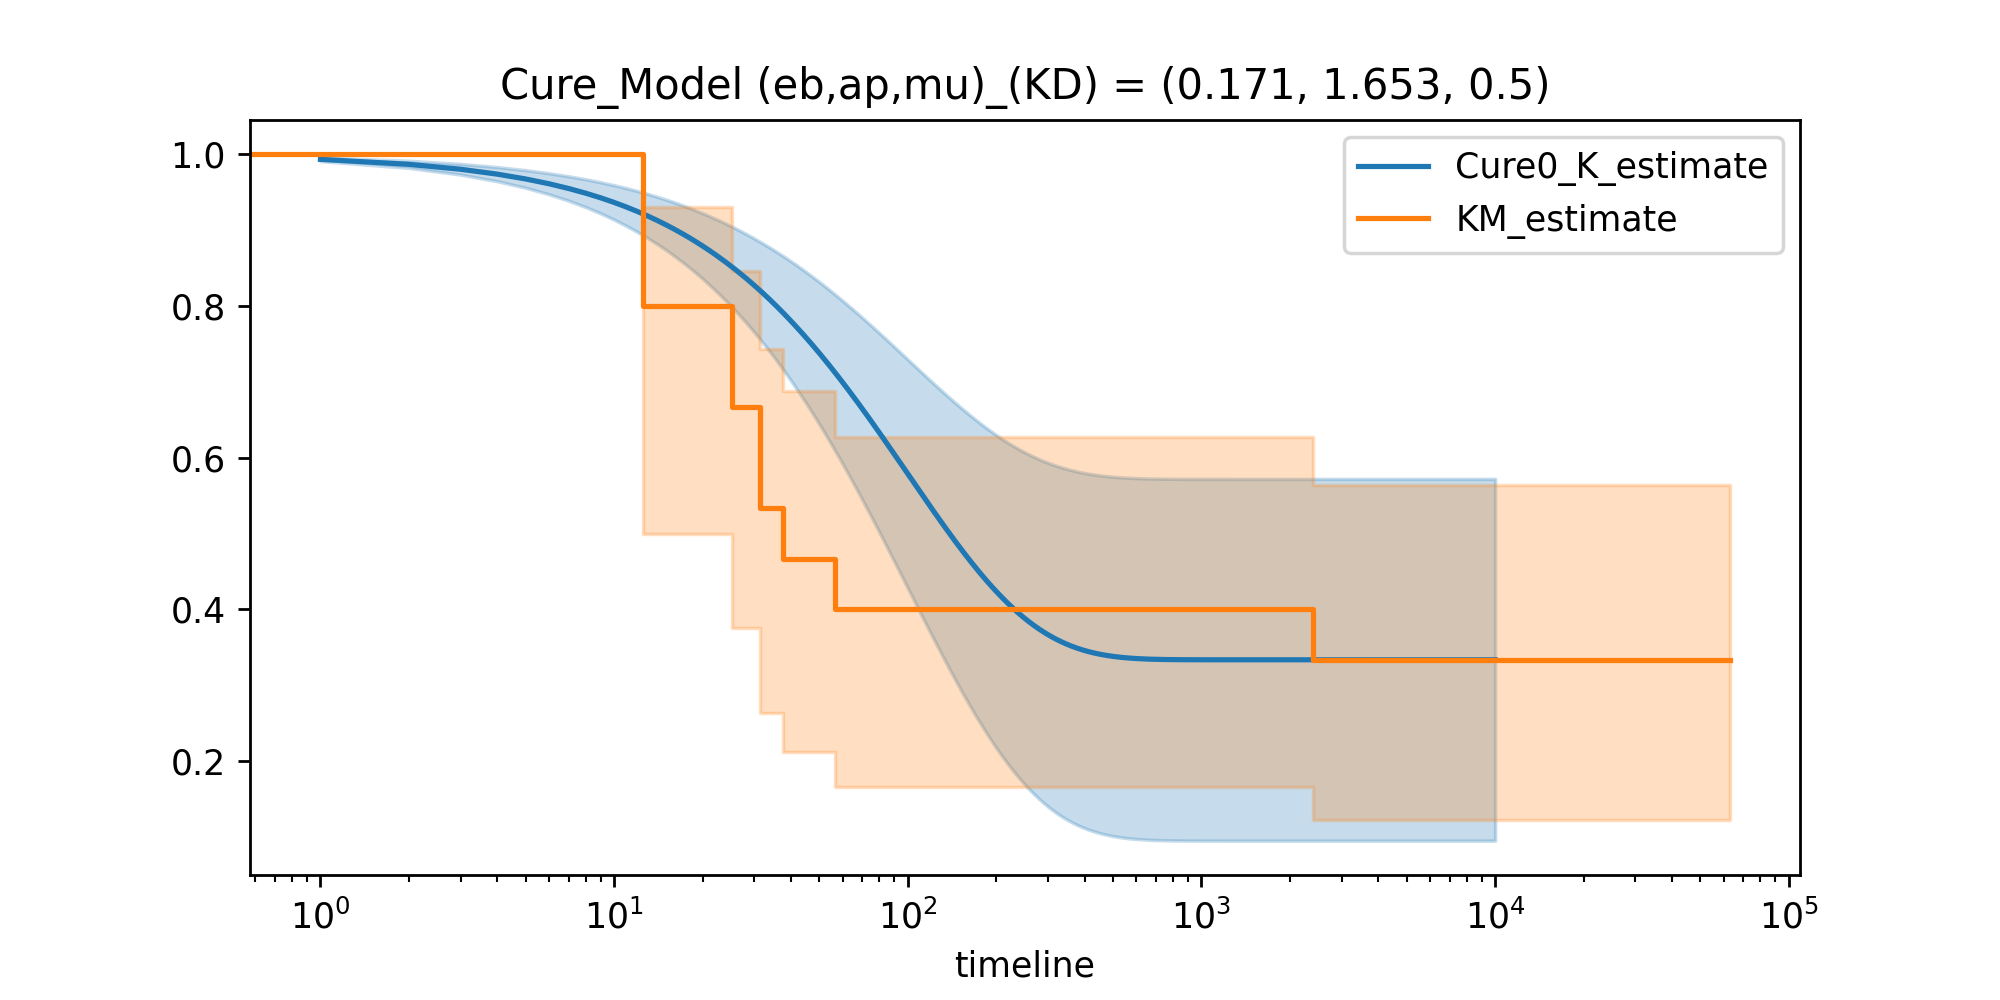 Cure_Model (eb,ap,mu)_(KD) = (0.171, 1.653, 0.5)
Cure0_K_estimate
KM_estimate
1.0
0.8
0.6
0.4
0.2
10⁰ 10¹ 10² 10³ 10⁴ 10⁵
timeline